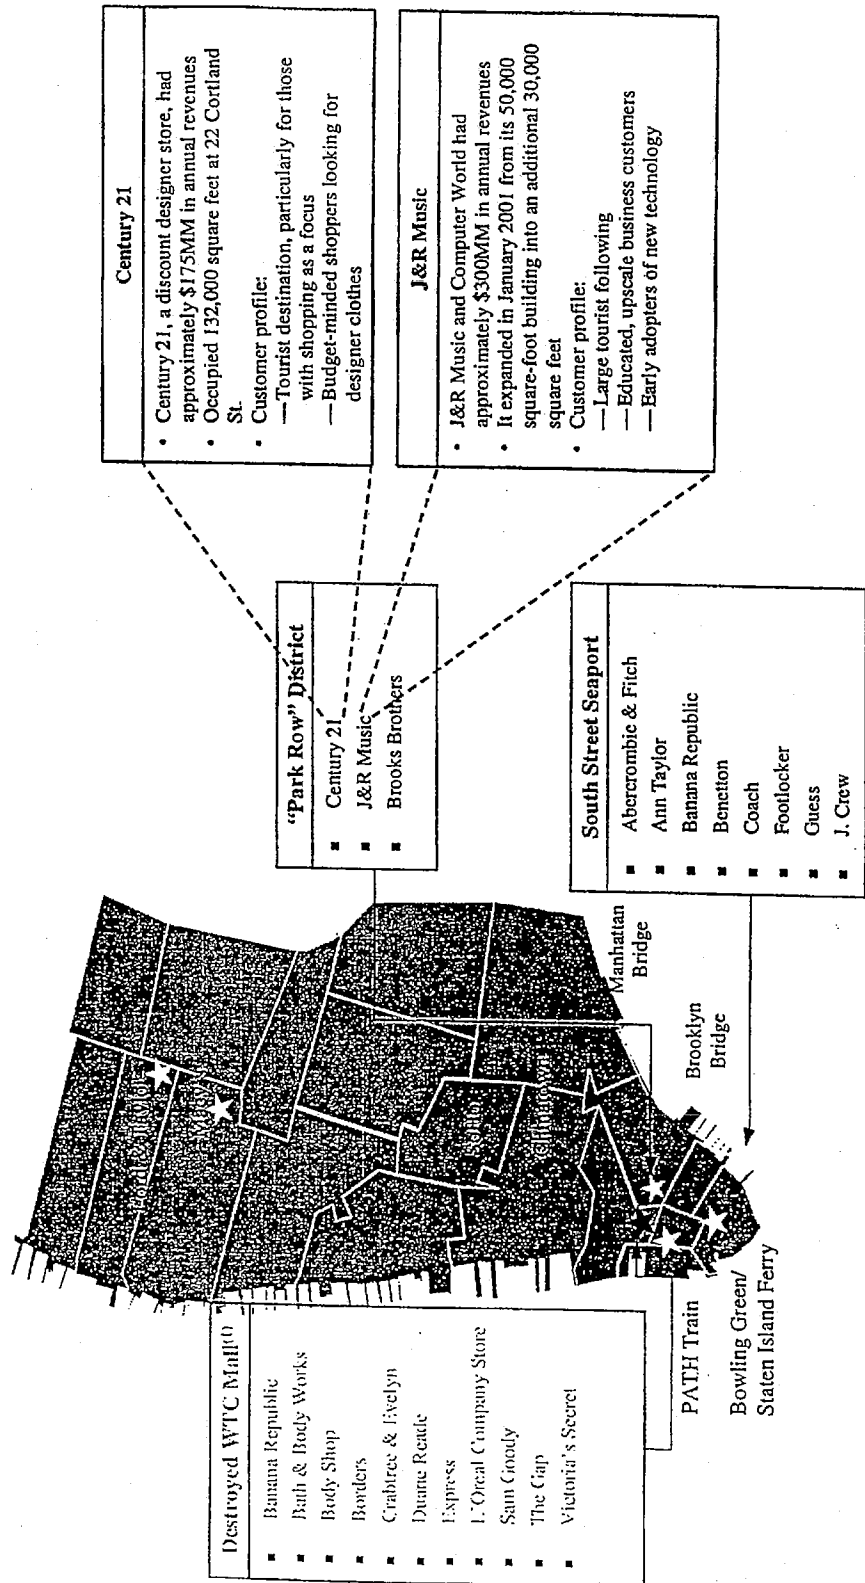 Destroyed WTC Mall(1)
Banana Republic
Bath & Body Works
Body Shop
Borders
Crabtree & Evelyn
Duane Reade
Express
L'Oreal Company Store
Sam Goody
The Gap
Victoria's Secret
PATH Train
Bowling Green/
Staten Island Ferry
Soho
Chinatown
Manhattan
Bridge
Brooklyn
Bridge
"Park Row" District
Century 21
J&R Music
Brooks Brothers
South Street Seaport
Abercrombie & Fitch
Ann Taylor
Banana Republic
Benetton
Coach
Footlocker
Guess
J. Crew
Century 21
• Century 21, a discount designer store, had
approximately $175MM in annual revenues
• Occupied 132,000 square feet at 22 Cortland
St.
• Customer profile:
—Tourist destination, particularly for those
with shopping as a focus
—Budget-minded shoppers looking for
designer clothes
J&R Music
• J&R Music and Computer World had
approximately $300MM in annual revenues
• It expanded in January 2001 from its 50,000
square-foot building into an additional 30,000
square feet
• Customer profile:
—Large tourist following
—Educated, upscale business customers
—Early adopters of new technology